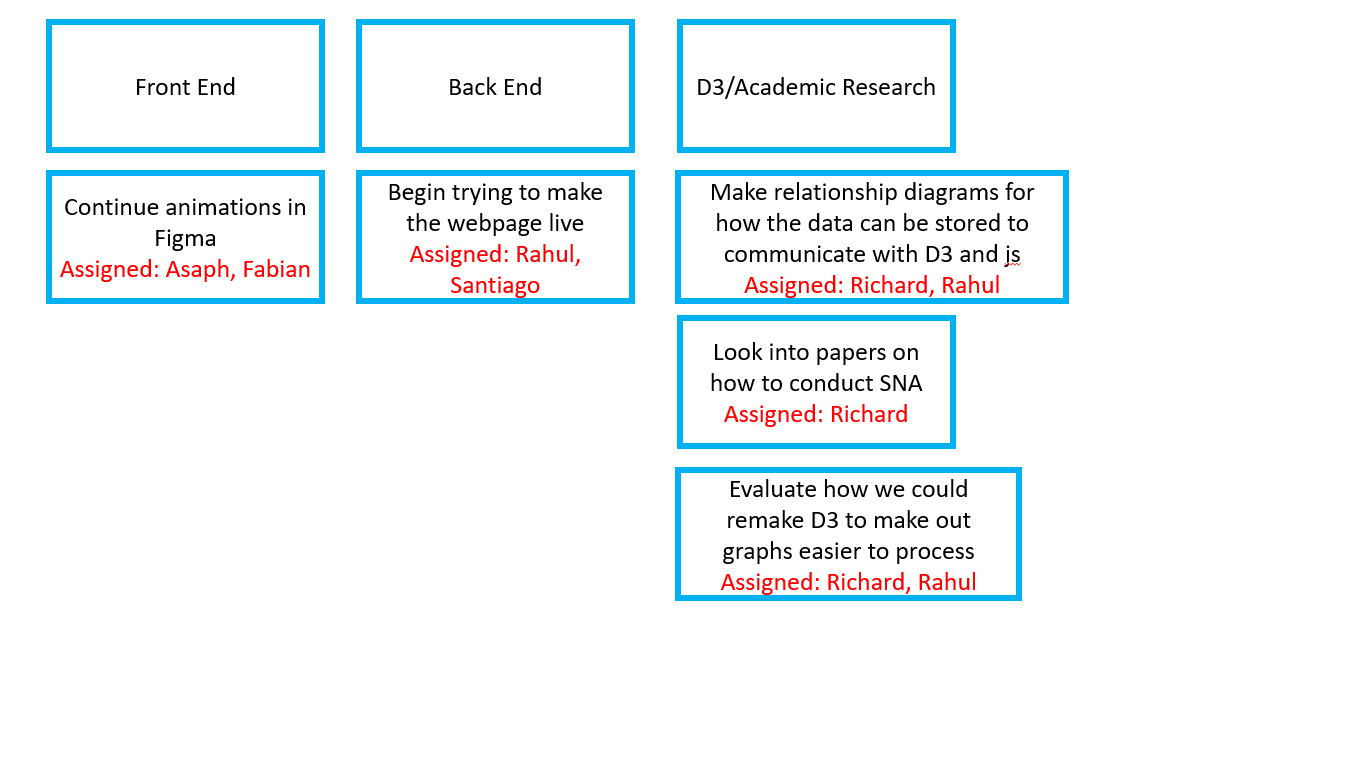 Front End
Back End
D3/Academic Research
Continue animations in
Figma
Assigned: Asaph, Fabian
Begin trying to make
the webpage live
Assigned: Rahul,
Santiago
Make relationship diagrams for
how the data can be stored to
communicate with D3 and js
Assigned: Richard, Rahul
Look into papers on
how to conduct SNA
Assigned: Richard
Evaluate how we could
remake D3 to make out
graphs easier to process
Assigned: Richard, Rahul